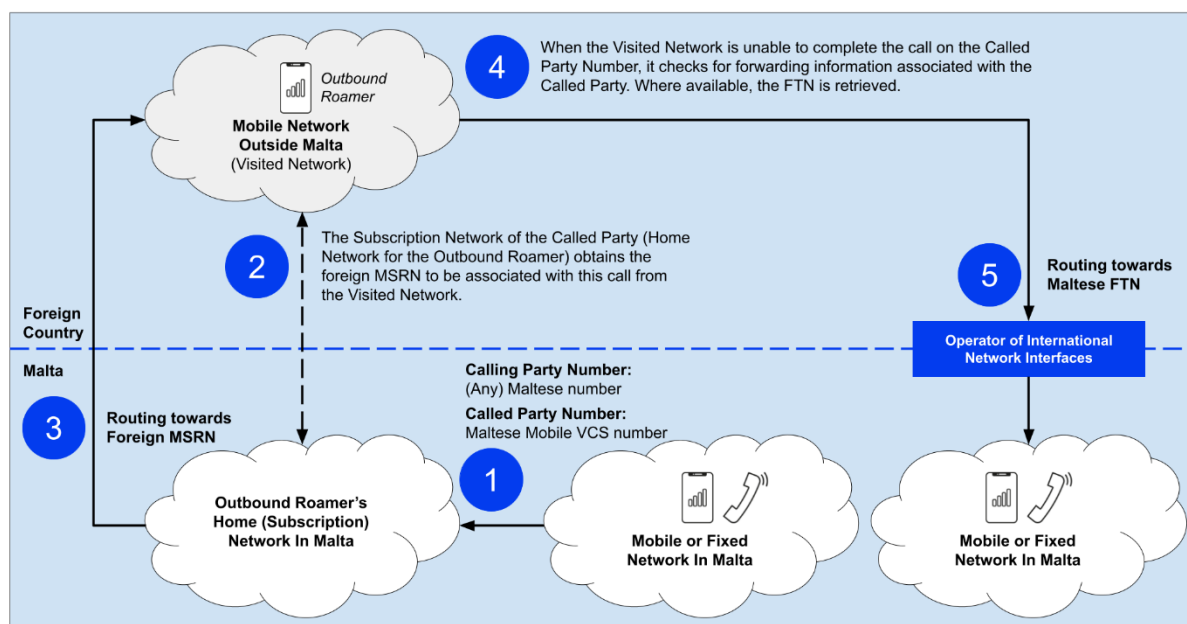 4
When the Visited Network is unable to complete the call on the Called
Party Number, it checks for forwarding information associated with the
Called Party. Where available, the FTN is retrieved.
Outbound
Roamer
Mobile Network
Outside Malta
(Visited Network)
2
The Subscription Network of the Called Party (Home
Network for the Outbound Roamer) obtains the
foreign MSRN to be associated with this call from
the Visited Network.
5
Routing towards
Maltese FTN
Foreign
Country
Operator of International
Network Interfaces
Malta
3
Routing towards
Foreign MSRN
Calling Party Number:
(Any) Maltese number
Called Party Number:
Maltese Mobile VCS number
1
Outbound Roamer’s
Home (Subscription)
Network In Malta
Mobile or Fixed
Network In Malta
Mobile or Fixed
Network In Malta